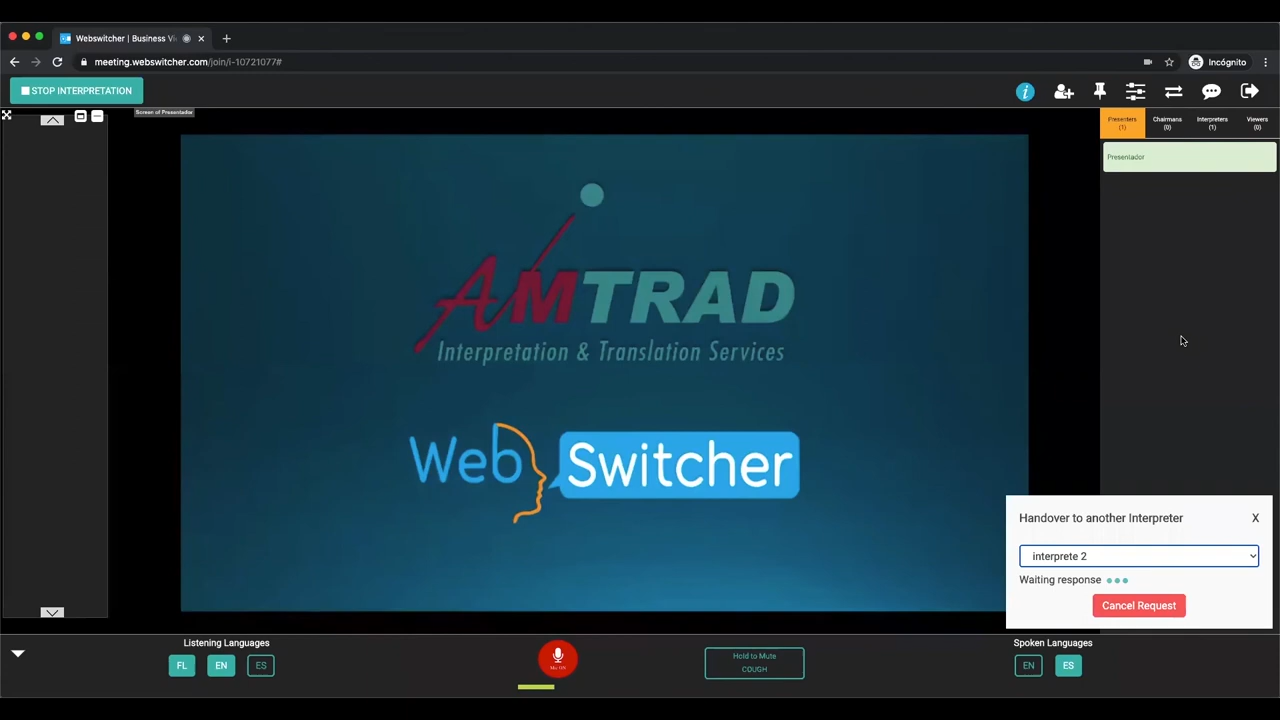 Webswitcher | Business Vi
meeting.webswitcher.com/join/i-10721077#
Incógnito
STOP INTERPRETATION
Screen of Presentador
Presenters
(1)
Chairmans
(0)
Interpreters
(1)
Viewers
(0)
Presentador
AMTRAD
Interpretation & Translation Services
Web Switcher
Handover to another Interpreter
X
interprete 2
Waiting response
Cancel Request
Listening Languages
FL EN ES
Hold to Mute
COUGH
Spoken Languages
EN ES